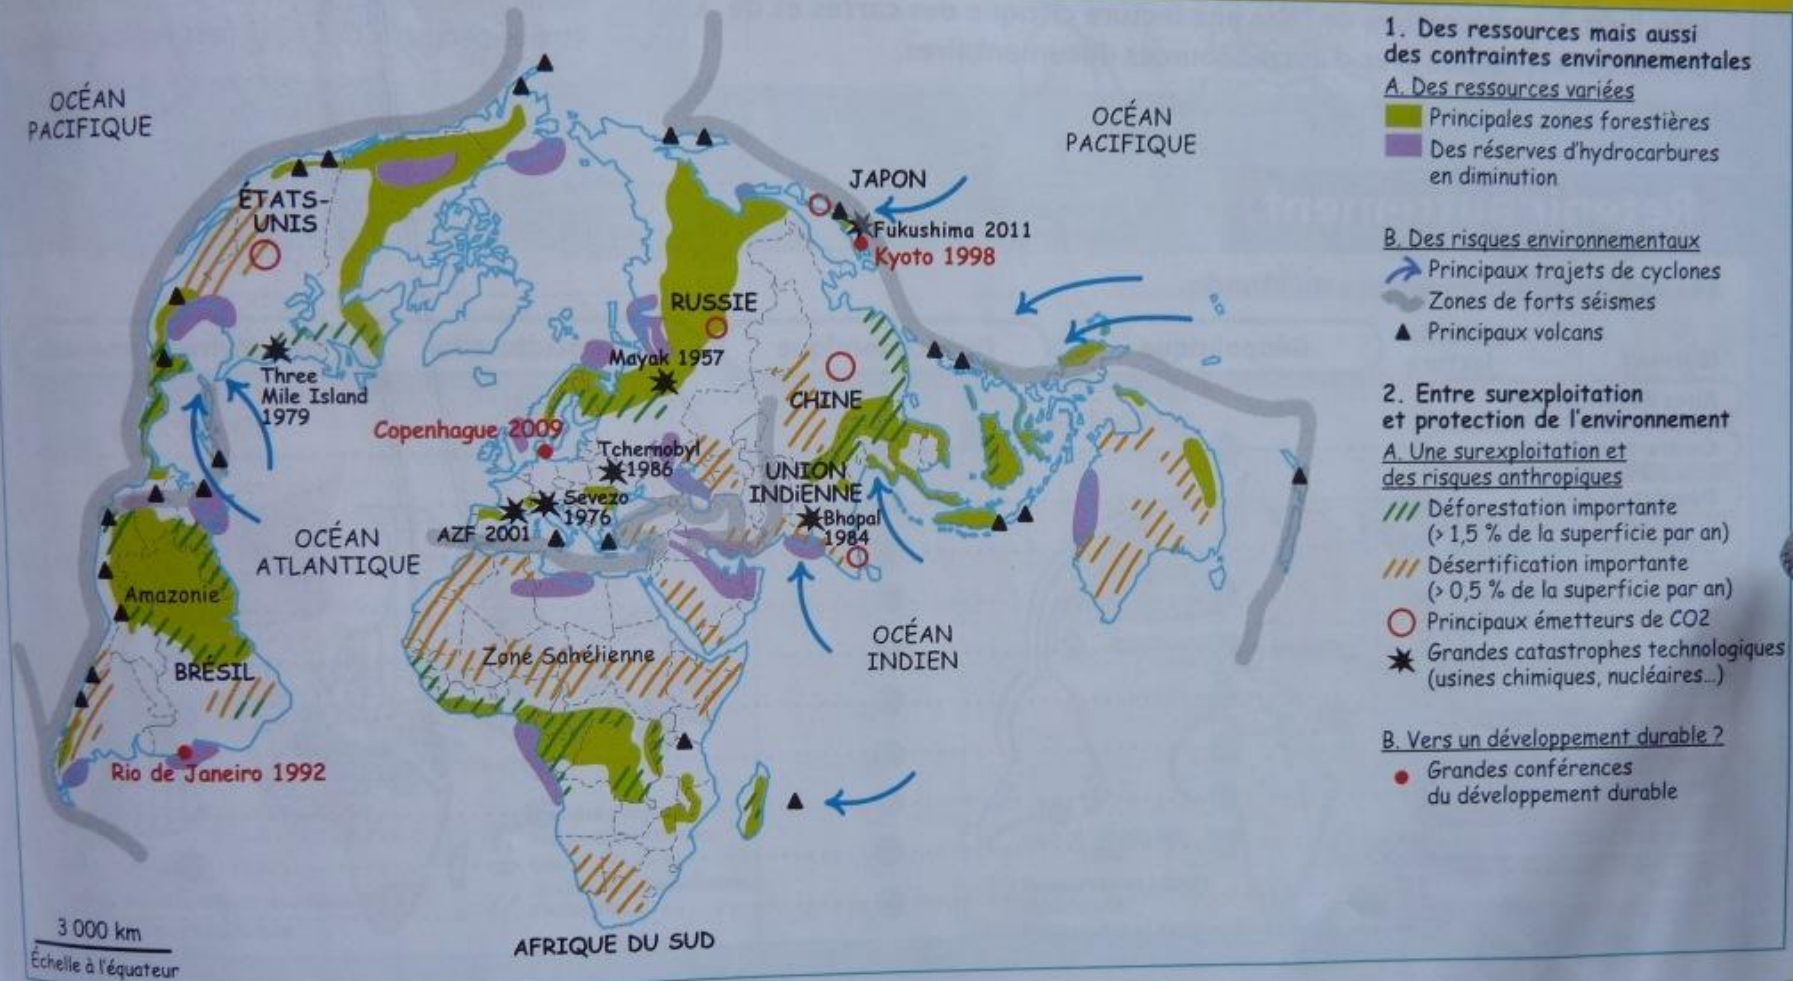 OCÉAN
PACIFIQUE
OCÉAN
PACIFIQUE
JAPON
ÉTATS-
UNIS
Fukushima 2011
Kyoto 1998
RUSSIE
Mayak 1957
Three
Mile Island
1979
CHINE
Copenhague 2009
Tchernobyl
1986
UNION
INDiENNE
Sevezo
1976
Bhopal
1984
AZF 2001
OCÉAN
ATLANTIQUE
Amazonie
OCÉAN
INDIEN
Zone Sahélienne
BRÉSIL
Rio de Janeiro 1992
AFRIQUE DU SUD
3 000 km
Échelle à l'équateur
1. Des ressources mais aussi
des contraintes environnementales
A. Des ressources variées
Principales zones forestières
Des réserves d'hydrocarbures
en diminution
B. Des risques environnementaux
Principaux trajets de cyclones
Zones de forts séismes
Principaux volcans
2. Entre surexploitation
et protection de l'environnement
A. Une surexploitation et
des risques anthropiques
Déforestation importante
(> 1,5 % de la superficie par an)
Désertification importante
(> 0,5 % de la superficie par an)
Principaux émetteurs de CO2
Grandes catastrophes technologiques
(usines chimiques, nucléaires...)
B. Vers un développement durable ?
Grandes conférences
du développement durable